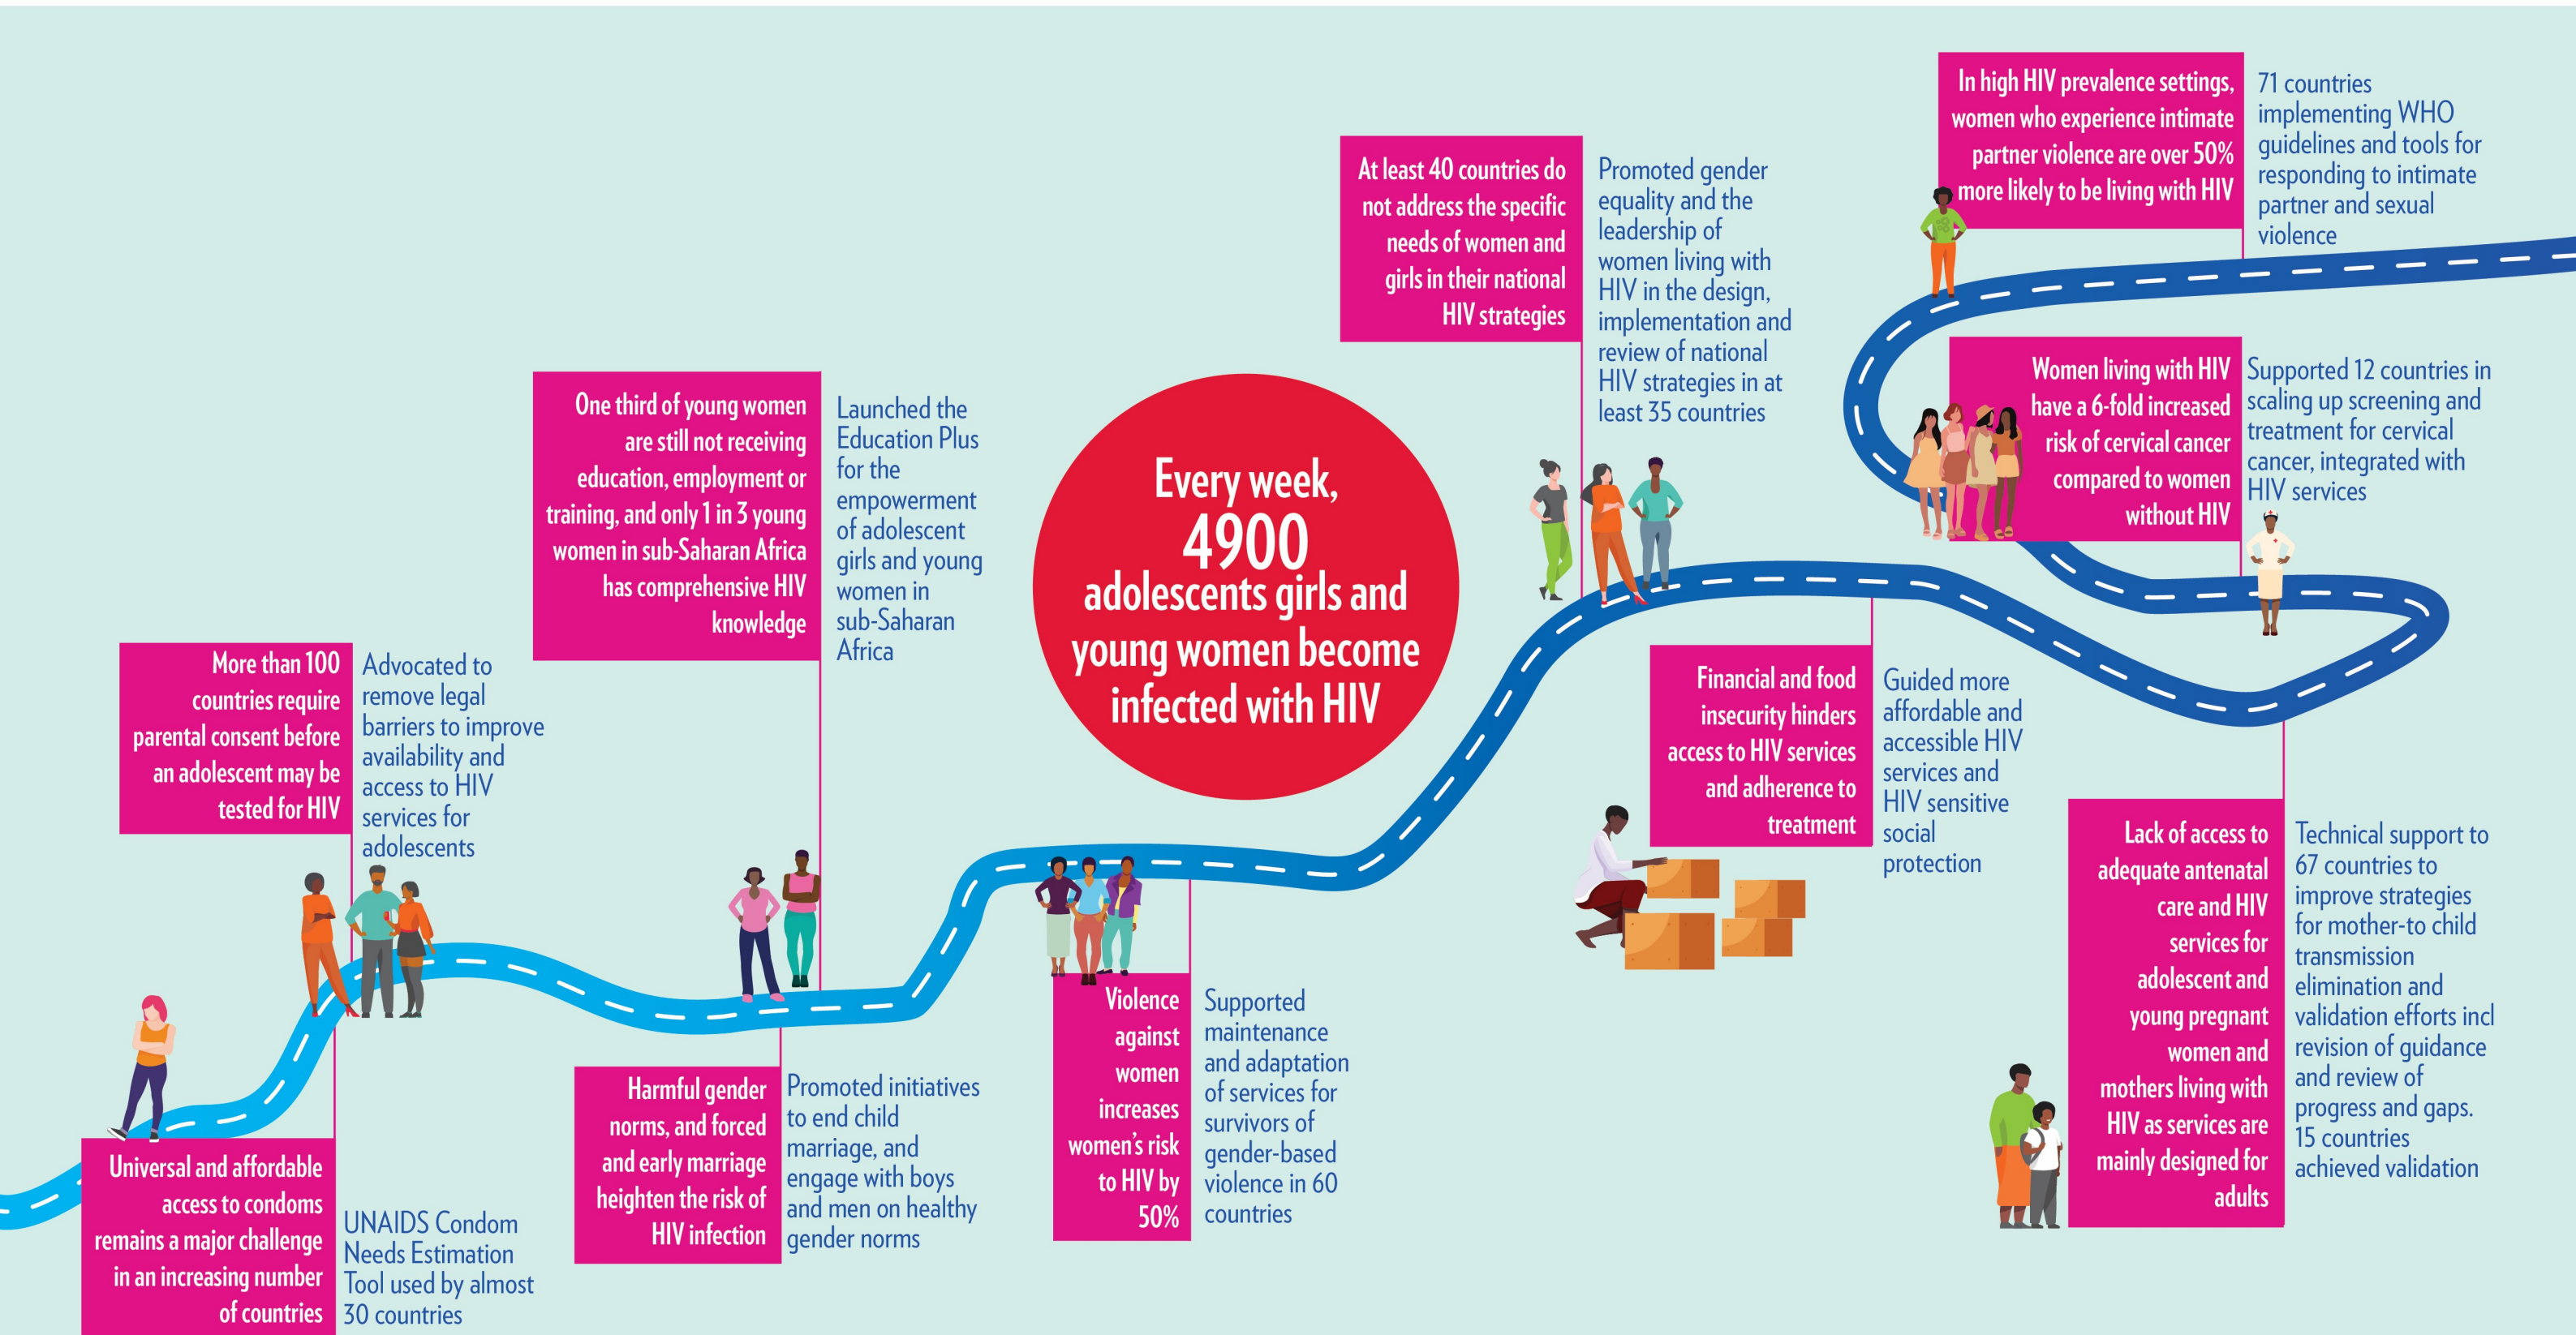 Universal and affordable
access to condoms
remains a major challenge
in an increasing number
of countries
UNAIDS Condom
Needs Estimation
Tool used by almost
30 countries
More than 100
countries require
parental consent before
an adolescent may be
tested for HIV
Advocated to
remove legal
barriers to improve
availability and
access to HIV
services for
adolescents
Harmful gender
norms, and forced
and early marriage
heighten the risk of
HIV infection
Promoted initiatives
to end child
marriage, and
engage with boys
and men on healthy
gender norms
One third of young women
are still not receiving
education, employment or
training, and only 1 in 3 young
women in sub-Saharan Africa
has comprehensive HIV
knowledge
Launched the
Education Plus
for the
empowerment
of adolescent
girls and young
women in
sub-Saharan
Africa
Every week,
4900
adolescents girls and
young women become
infected with HIV
Violence
against
women
increases
women's risk
to HIV by
50%
Supported
maintenance
and adaptation
of services for
survivors of
gender-based
violence in 60
countries
At least 40 countries do
not address the specific
needs of women and
girls in their national
HIV strategies
Promoted gender
equality and the
leadership of
women living with
HIV in the design,
implementation and
review of national
HIV strategies in at
least 35 countries
Financial and food
insecurity hinders
access to HIV services
and adherence to
treatment
Guided more
affordable and
accessible HIV
services and
HIV sensitive
social
protection
Lack of access to
adequate antenatal
care and HIV
services for
adolescent and
young pregnant
women and
mothers living with
HIV as services are
mainly designed for
adults
Technical support to
67 countries to
improve strategies
for mother-to child
transmission
elimination and
validation efforts incl
revision of guidance
and review of
progress and gaps.
15 countries
achieved validation
Women living with HIV
have a 6-fold increased
risk of cervical cancer
compared to women
without HIV
Supported 12 countries in
scaling up screening and
treatment for cervical
cancer, integrated with
HIV services
In high HIV prevalence settings,
women who experience intimate
partner violence are over 50%
more likely to be living with HIV
71 countries
implementing WHO
guidelines and tools for
responding to intimate
partner and sexual
violence